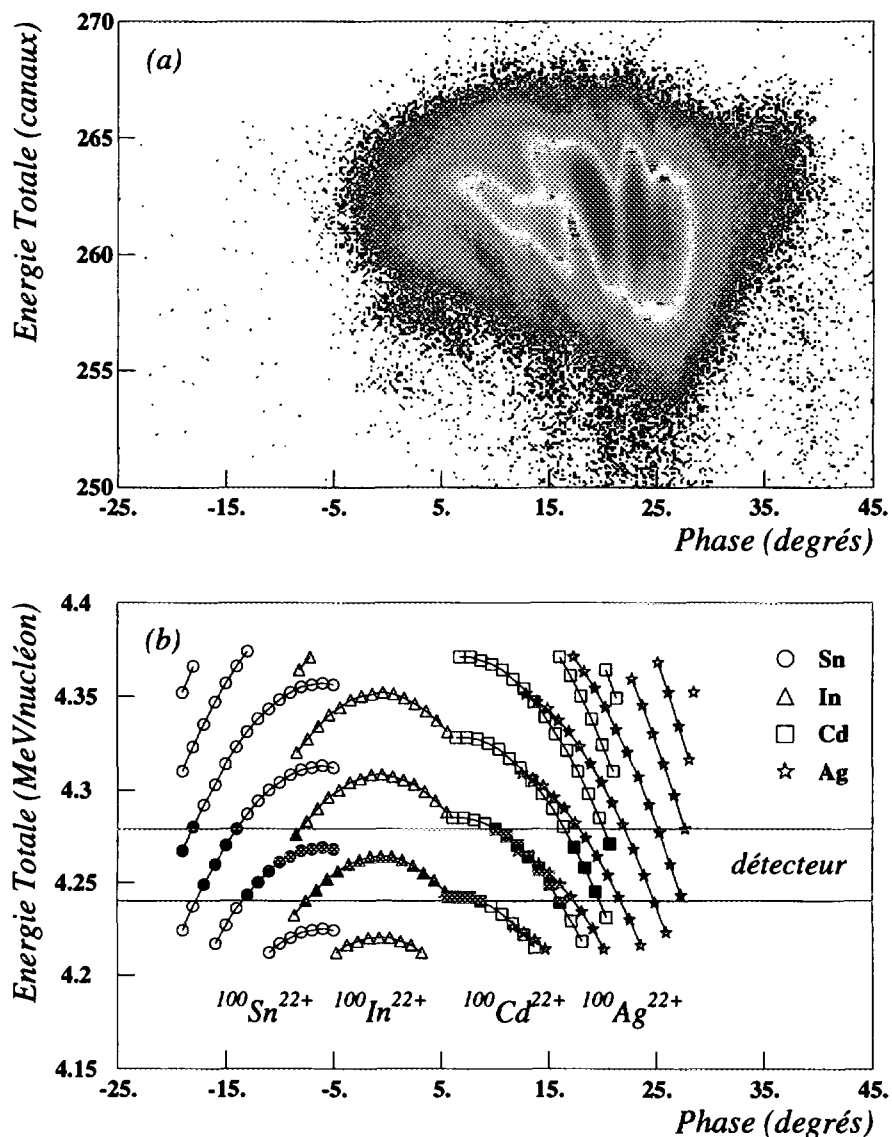 270
(a)
Energie Totale (canaux)
265
260
255
250
-25. -15. -5. 5. 15. 25. 35. 45.
Phase (degrés)
4.4
(b)
Energie Totale (MeV/nucléon)
Sn
In
Cd
Ag
4.35
4.3
détecteur
4.25
4.2
100Sn22+ 100In22+ 100Cd22+ 100Ag22+
4.15
-25. -15. -5. 5. 15. 25. 35. 45.
Phase (degrés)